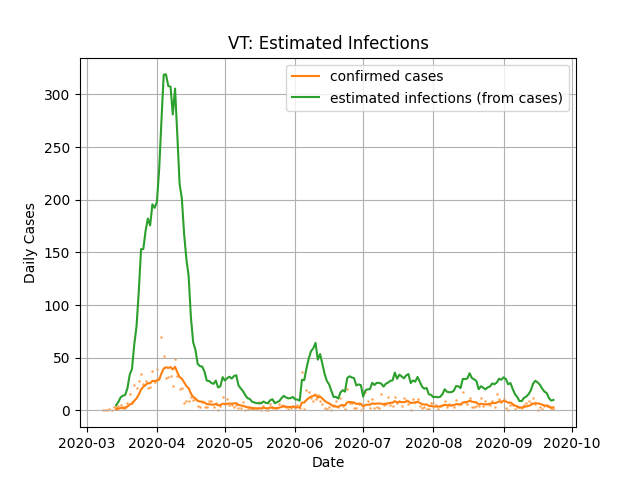 VT: Estimated Infections
confirmed cases
estimated infections (from cases)
Daily Cases
300
250
200
150
100
50
0
2020-03 2020-04 2020-05 2020-06 2020-07 2020-08 2020-09 2020-10
Date